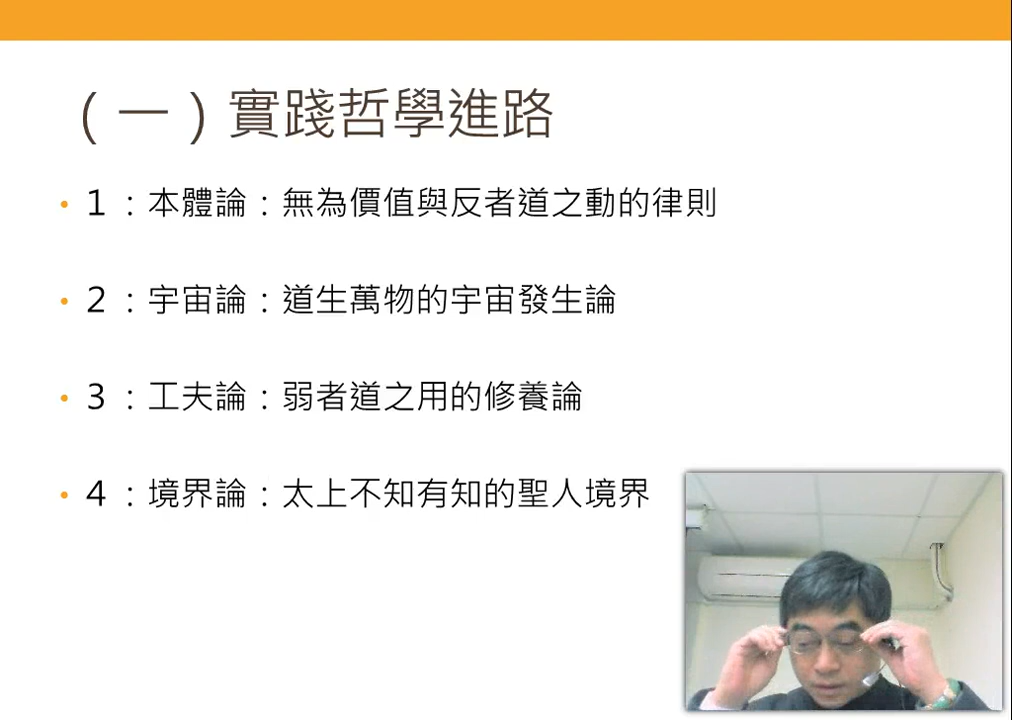 （一）實踐哲學進路
• 1：本體論：無為價值與反者道之動的律則
• 2：宇宙論：道生萬物的宇宙發生論
• 3：工夫論：弱者道之用的修養論
• 4：境界論：太上不知有知的聖人境界